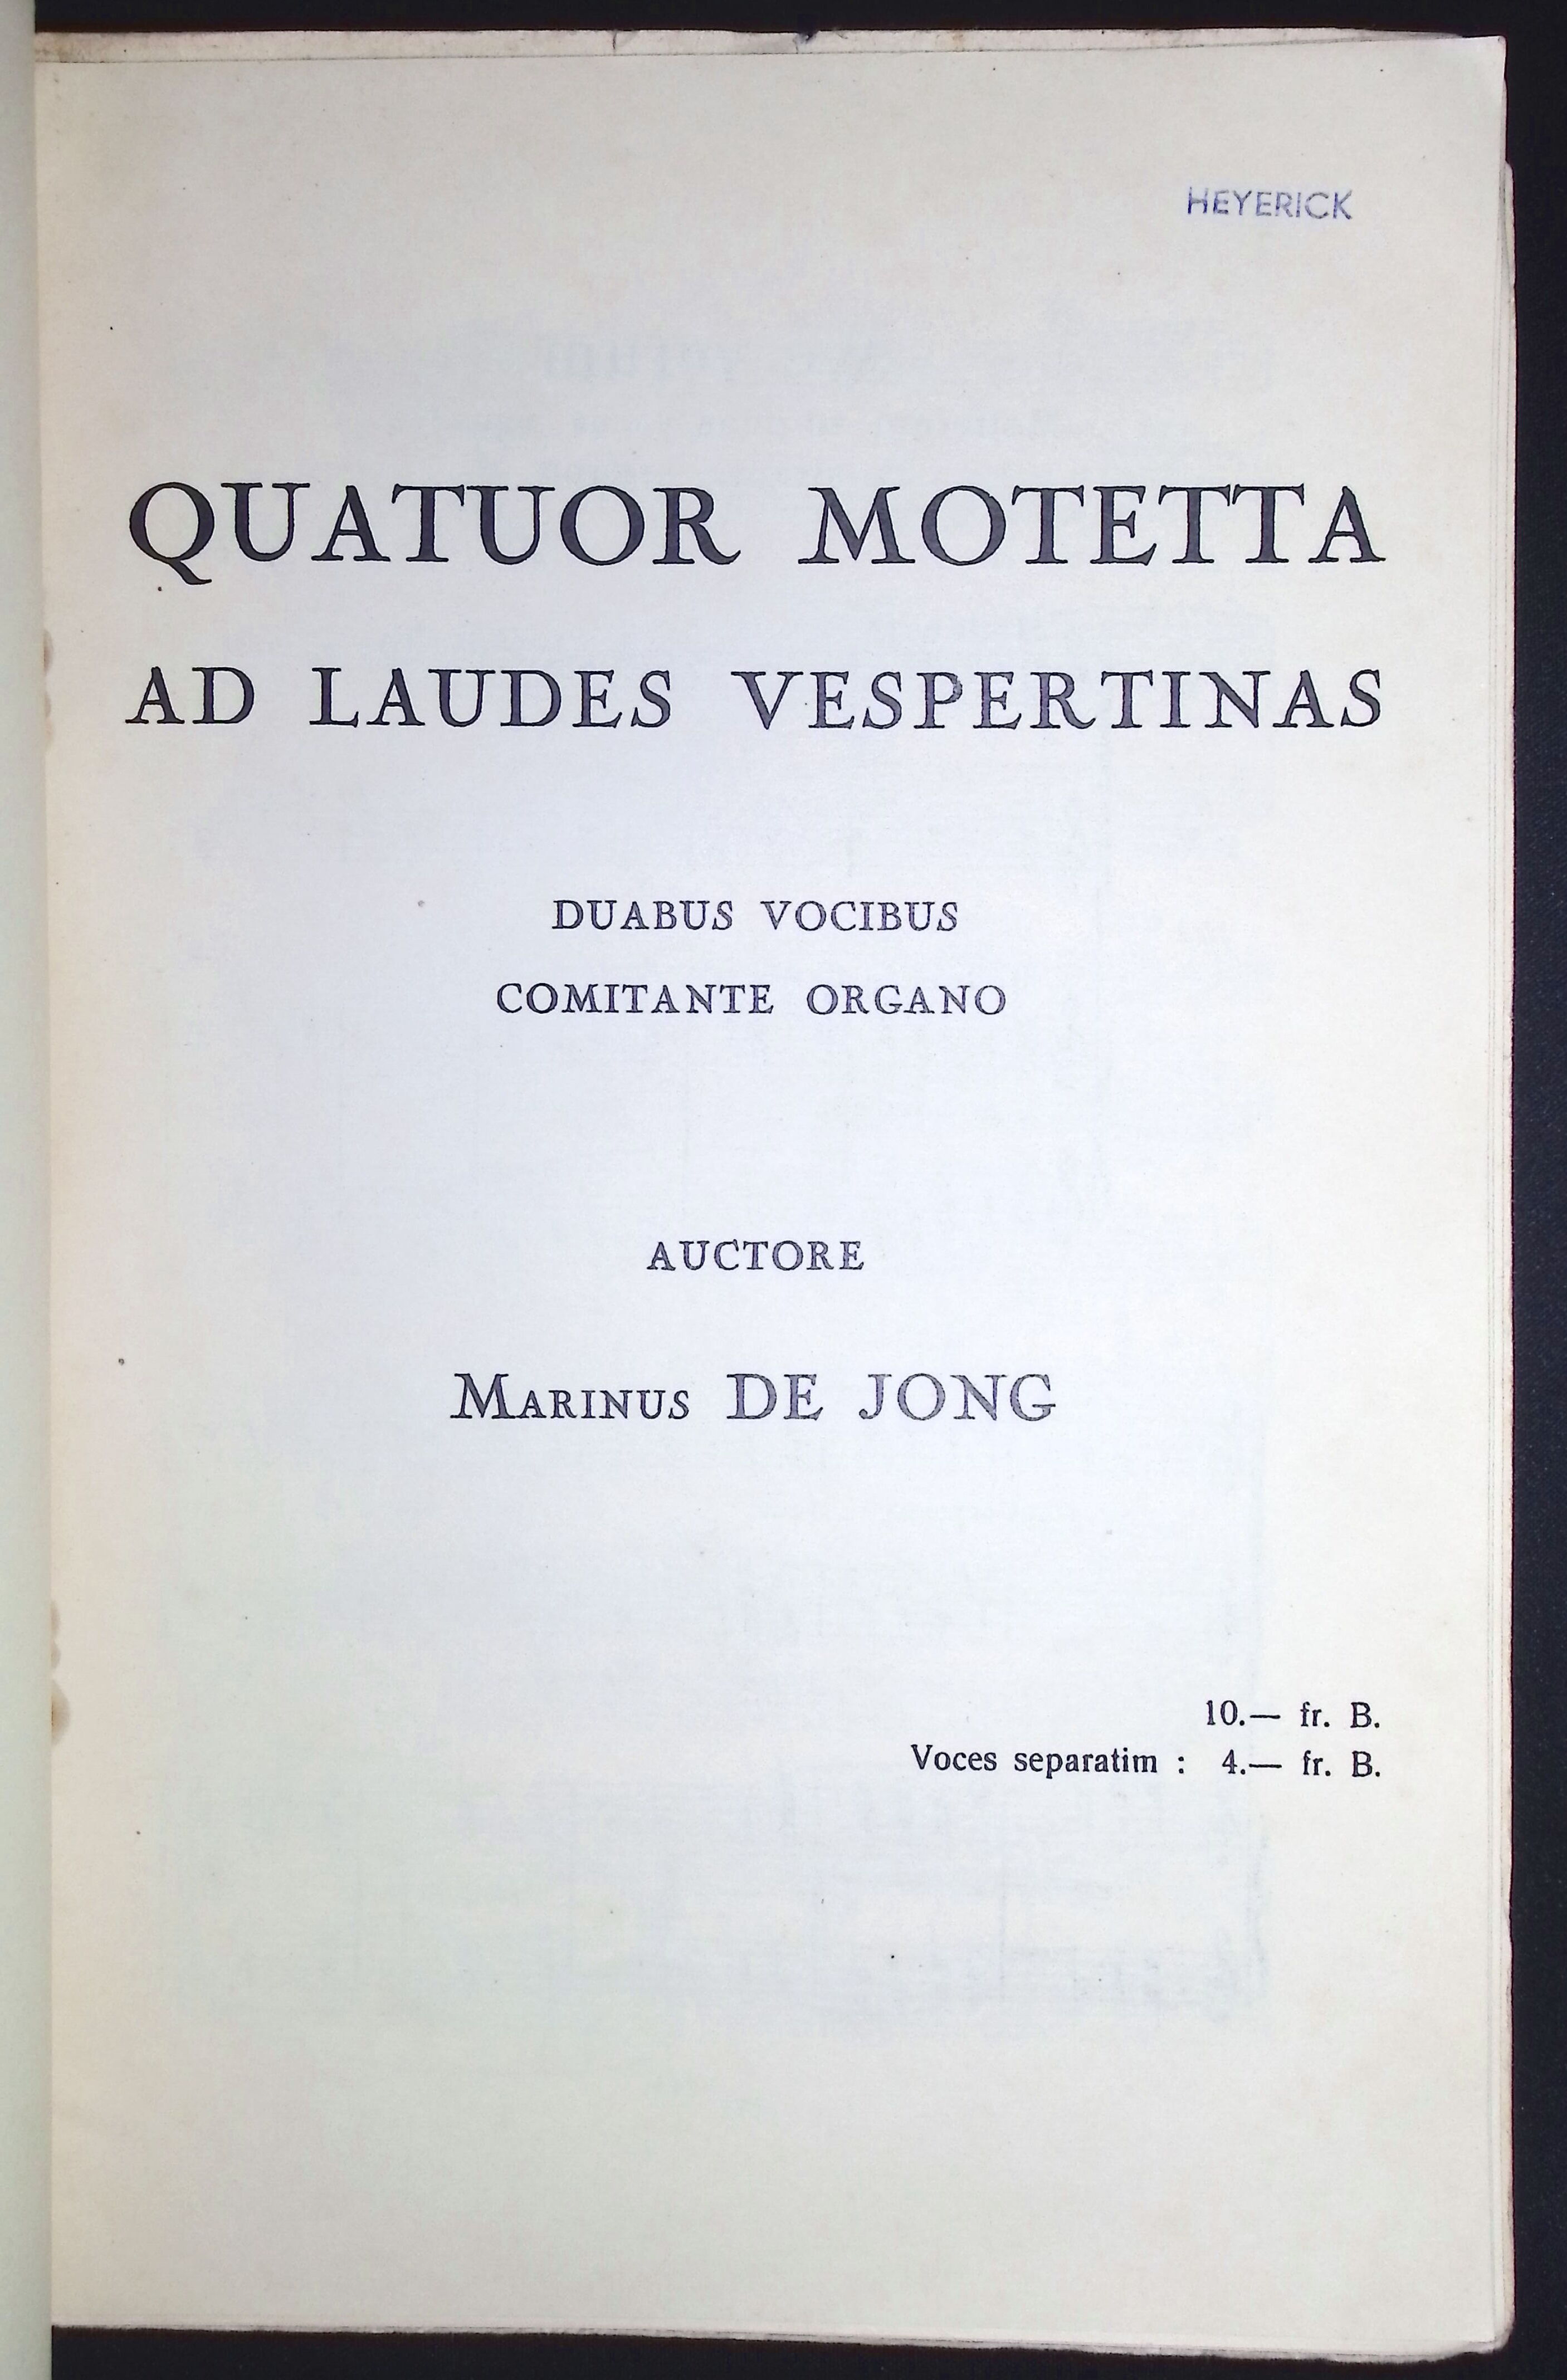 HEYERICK
QUATUOR MOTETTA
AD LAUDES VESPERTINAS
DUABUS VOCIBUS
COMITANTE ORGANO
AUCTORE
MARINUS DE JONG
10.— fr. B.
Voces separatim : 4.— fr. B.